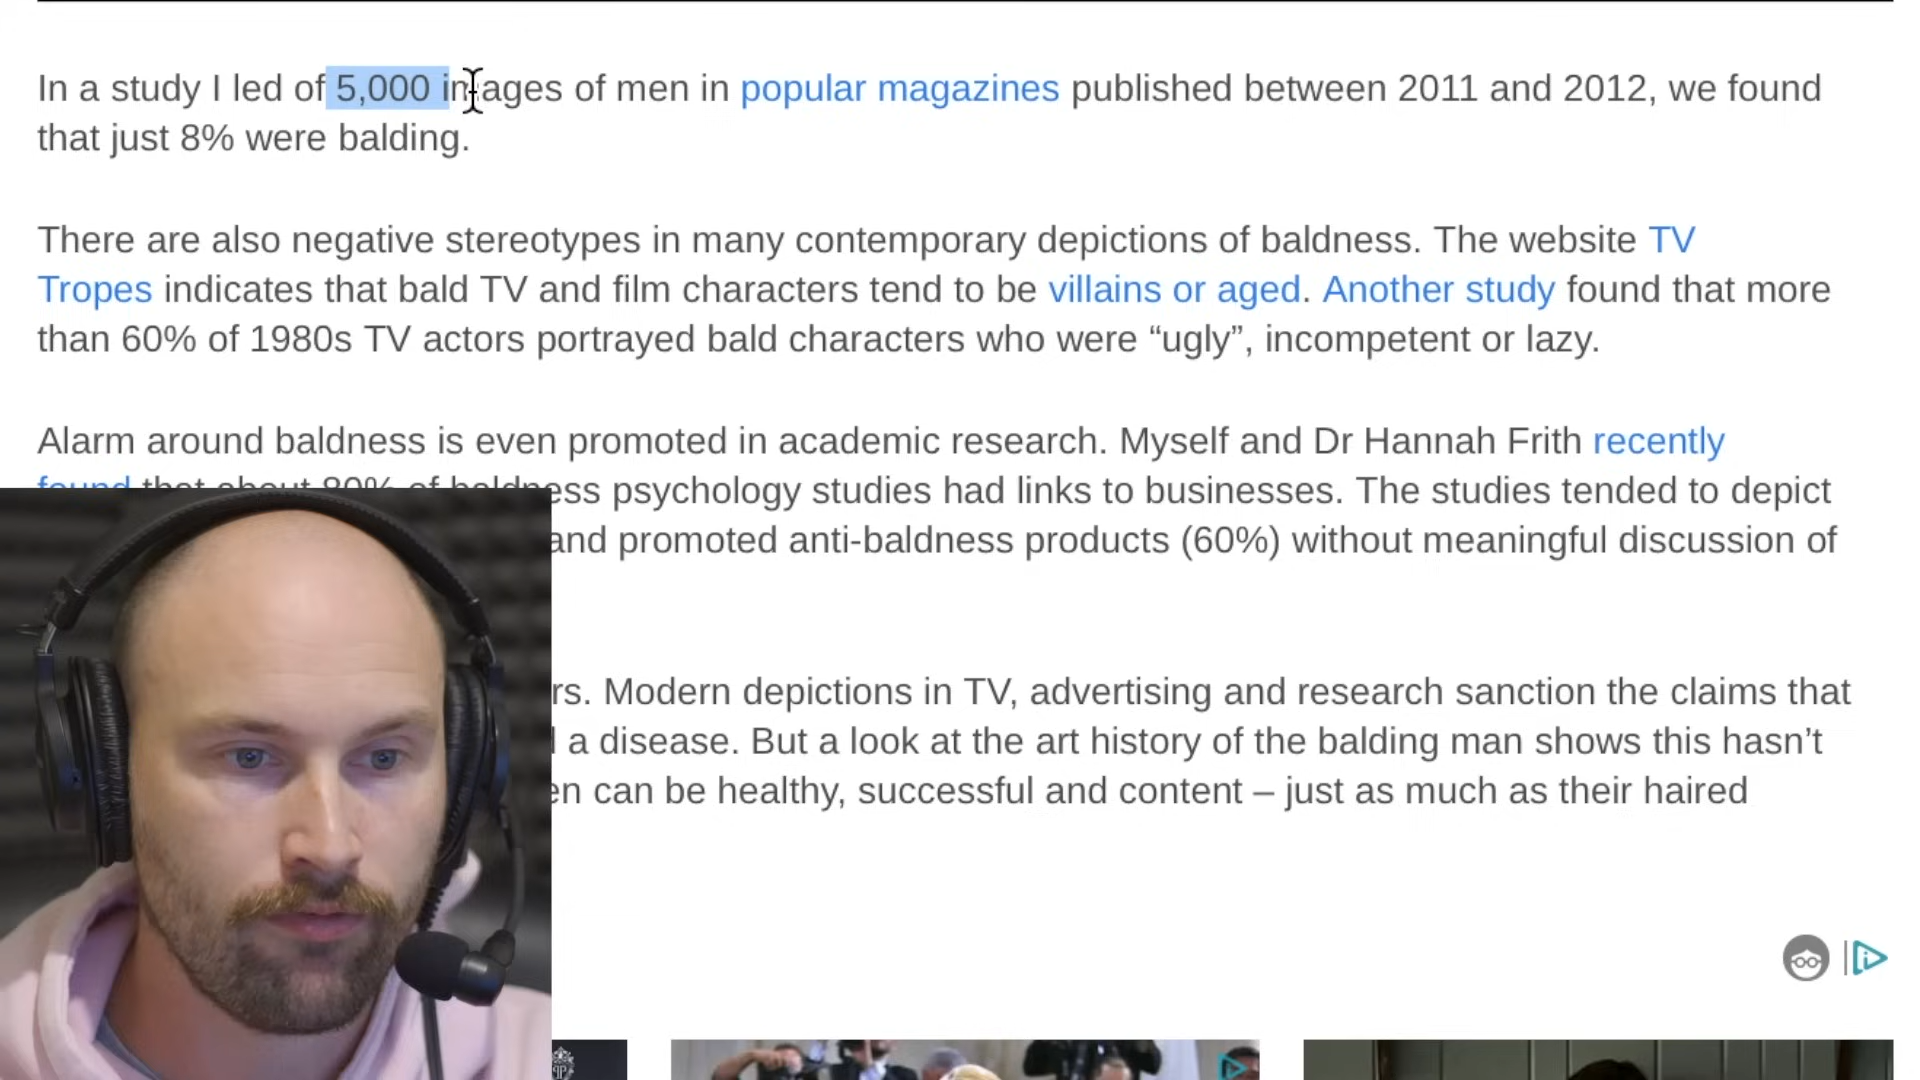 In a study I led of 5,000 images of men in popular magazines published between 2011 and 2012, we found
that just 8% were balding.
There are also negative stereotypes in many contemporary depictions of baldness. The website TV
Tropes indicates that bald TV and film characters tend to be villains or aged. Another study found that more
than 60% of 1980s TV actors portrayed bald characters who were “ugly”, incompetent or lazy.
Alarm around baldness is even promoted in academic research. Myself and Dr Hannah Frith recently
found that about 80% of baldness psychology studies had links to businesses. The studies tended to depict
and promoted anti-baldness products (60%) without meaningful discussion of
rs. Modern depictions in TV, advertising and research sanction the claims that
a disease. But a look at the art history of the balding man shows this hasn’t
en can be healthy, successful and content – just as much as their haired